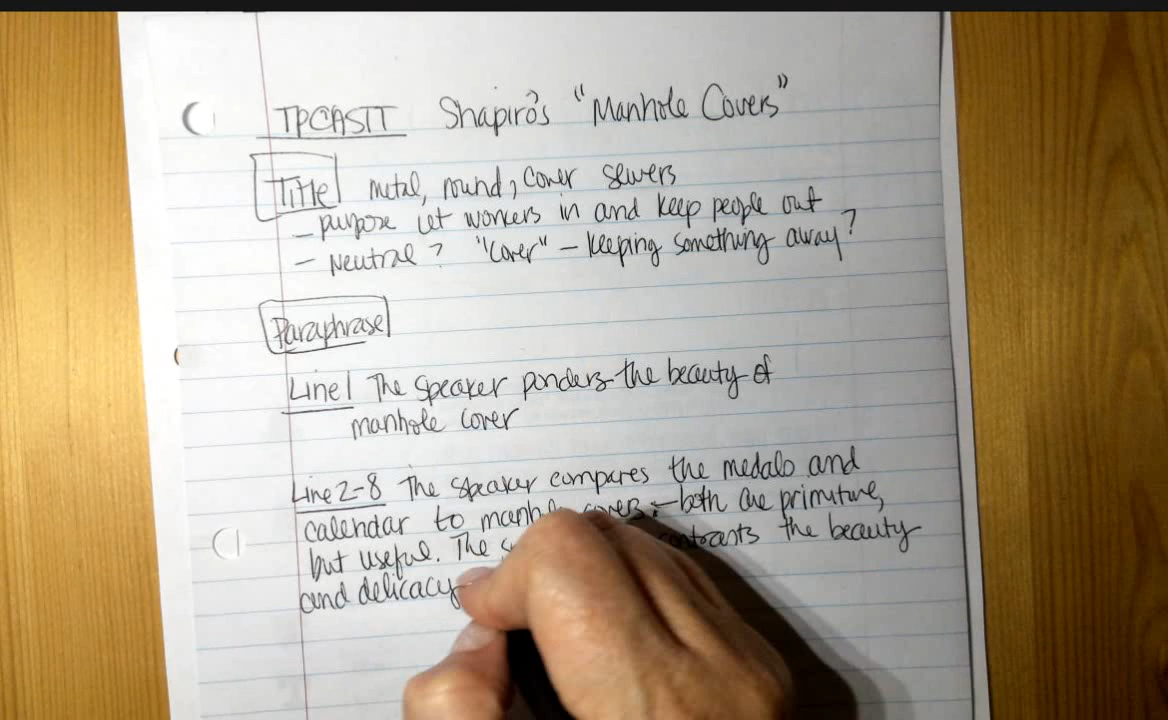 TPCASTT Shapiro's "Manhole Covers"
Title metal, round, cover sewers
- purpose let workers in and keep people out
- Neutral? "Cover" - keeping something away?
Paraphrase
Line 1 The speaker ponders the beauty of
manhole cover
Line 2-8 The speaker compares the medals and
calendar to manhole covers - both are primitive,
but useful. The contrasts the beauty
and delicacy